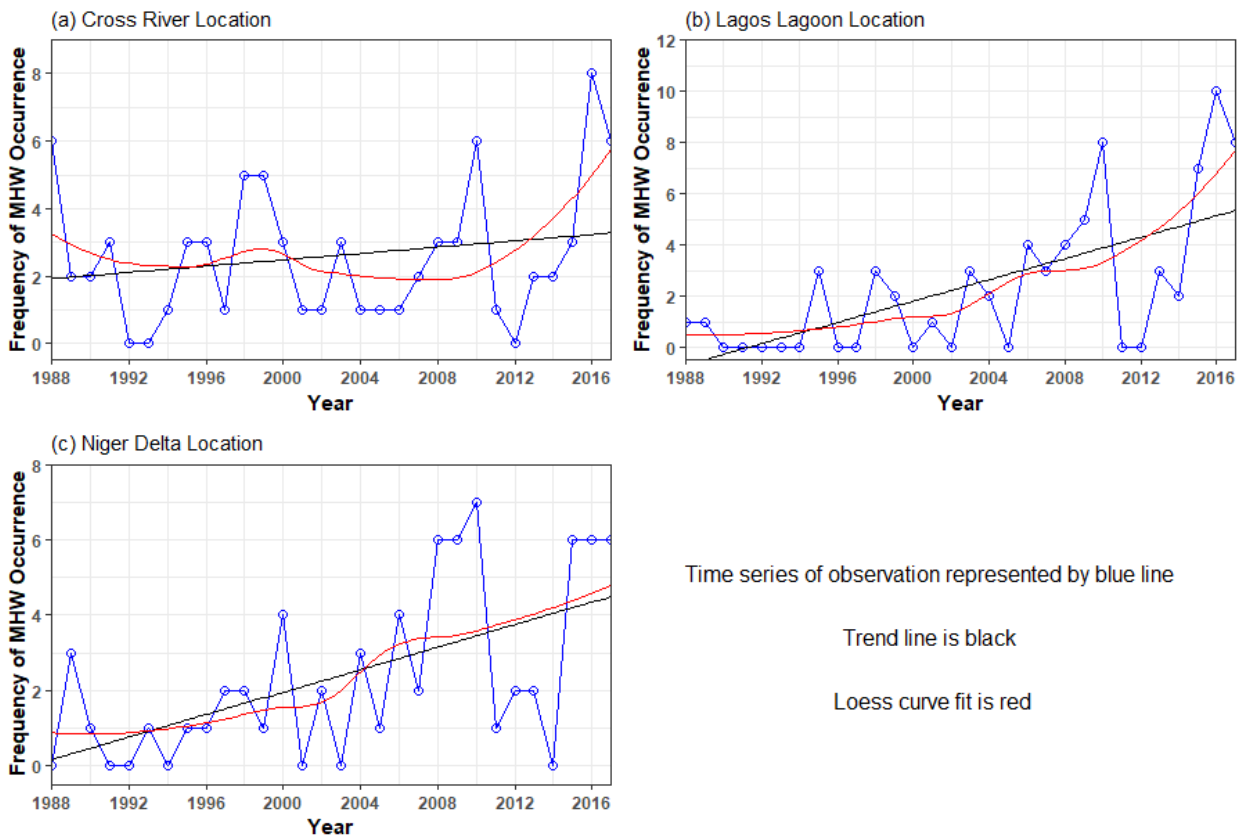 (a) Cross River Location
Frequency of MHW Occurrence
8
6
4
2
0
1988 1992 1996 2000 2004 2008 2012 2016
Year
(b) Lagos Lagoon Location
Frequency of MHW Occurrence
12
10
8
6
4
2
0
1988 1992 1996 2000 2004 2008 2012 2016
Year
(c) Niger Delta Location
Frequency of MHW Occurrence
8
6
4
2
0
1988 1992 1996 2000 2004 2008 2012 2016
Year
Time series of observation represented by blue line
Trend line is black
Loess curve fit is red